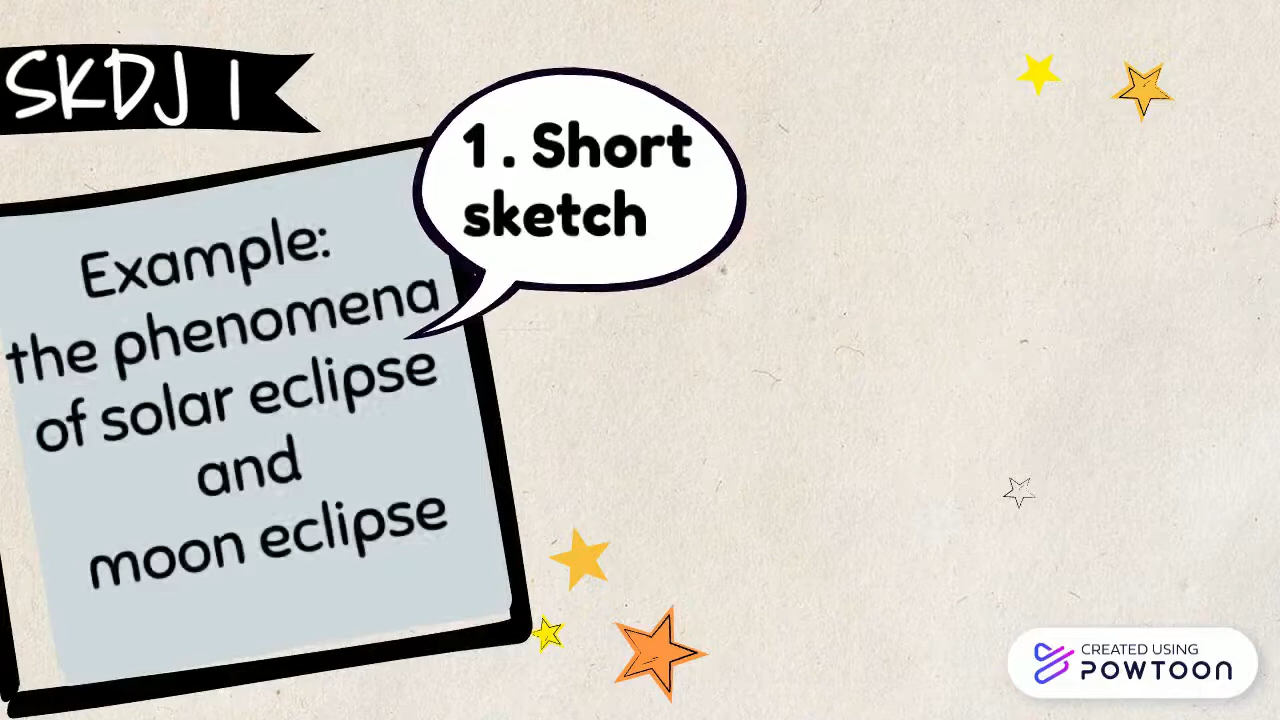 SKDJ 1
1. Short
sketch
Example:
the phenomena
of solar eclipse
and
moon eclipse
CREATED USING
POWTOON